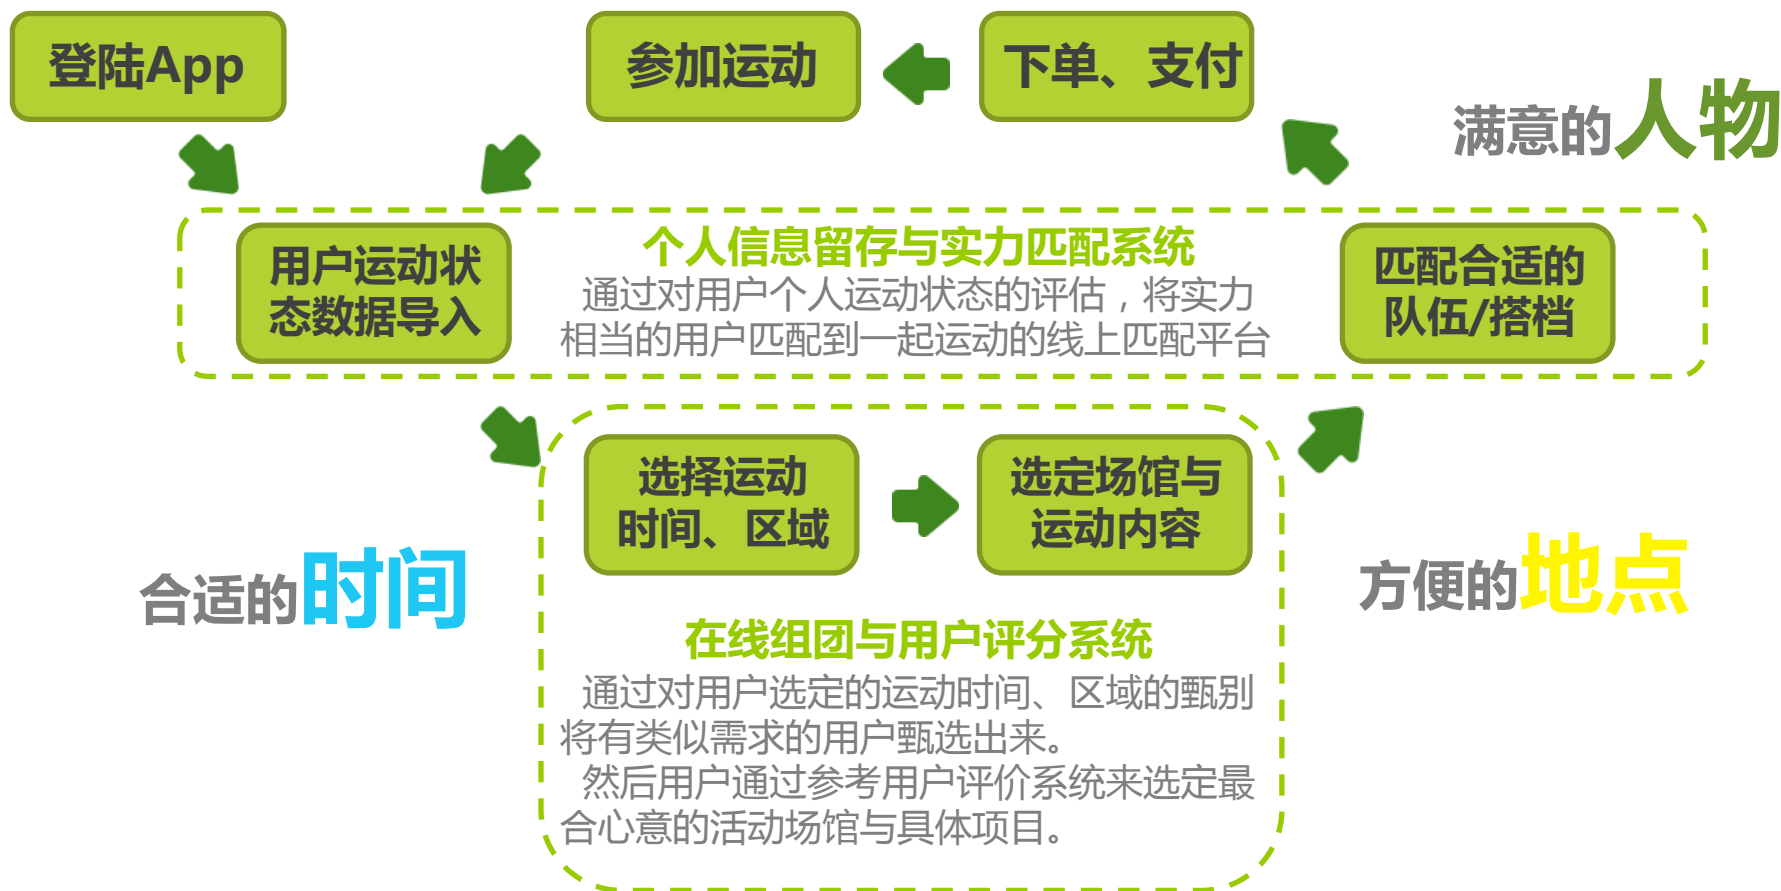 登陆App
参加运动
下单、支付
满意的人物
用户运动状
态数据导入
个人信息留存与实力匹配系统
通过对用户个人运动状态的评估，将实力
相当的用户匹配到一起运动的线上匹配平台
匹配合适的
队伍/搭档
选择运动
时间、区域
选定场馆与
运动内容
合适的时间
方便的地点
在线组团与用户评分系统
通过对用户选定的运动时间、区域的甄别
将有类似需求的用户甄选出来。
然后用户通过参考用户评价系统来选定最
合心意的活动场馆与具体项目。